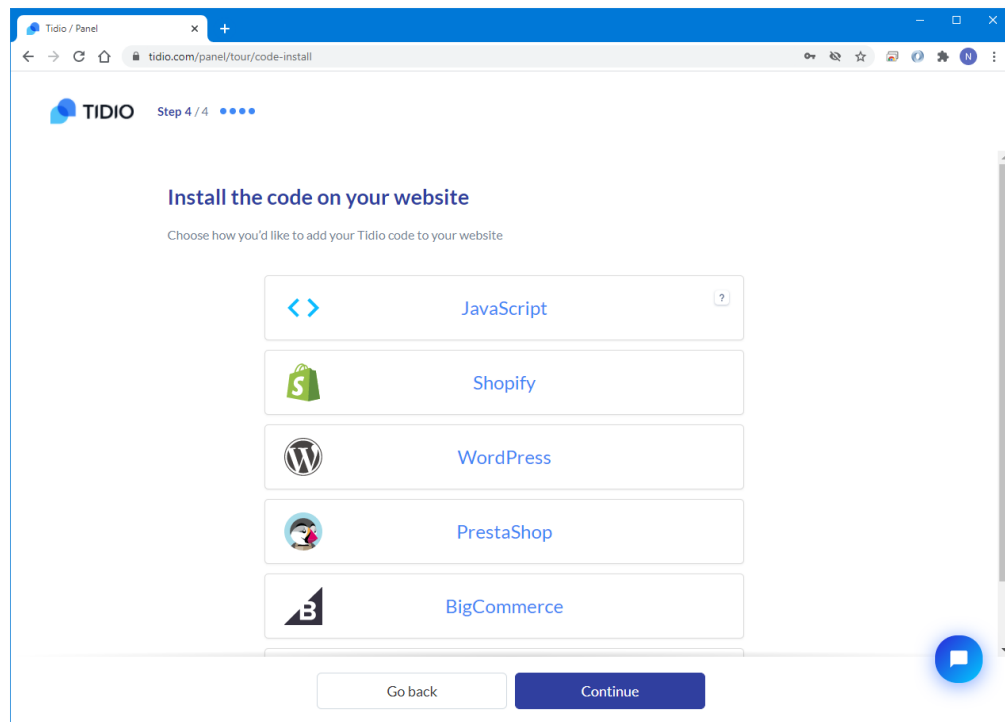 Tidio / Panel
tidio.com/panel/tour/code-install
N
TIDIO
Step 4 / 4
Install the code on your website
Choose how you'd like to add your Tidio code to your website
JavaScript
?
Shopify
WordPress
PrestaShop
BigCommerce
Go back
Continue